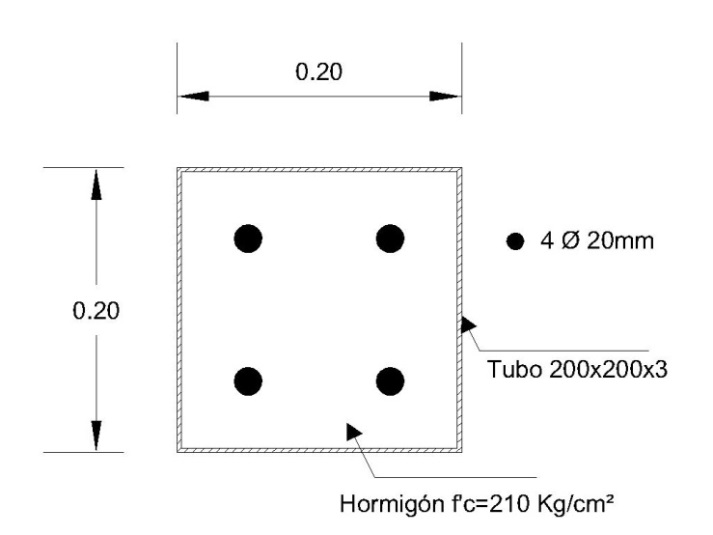 0.20
4 Ø 20mm
0.20
Tubo 200x200x3
Hormigón f'c=210 Kg/cm²